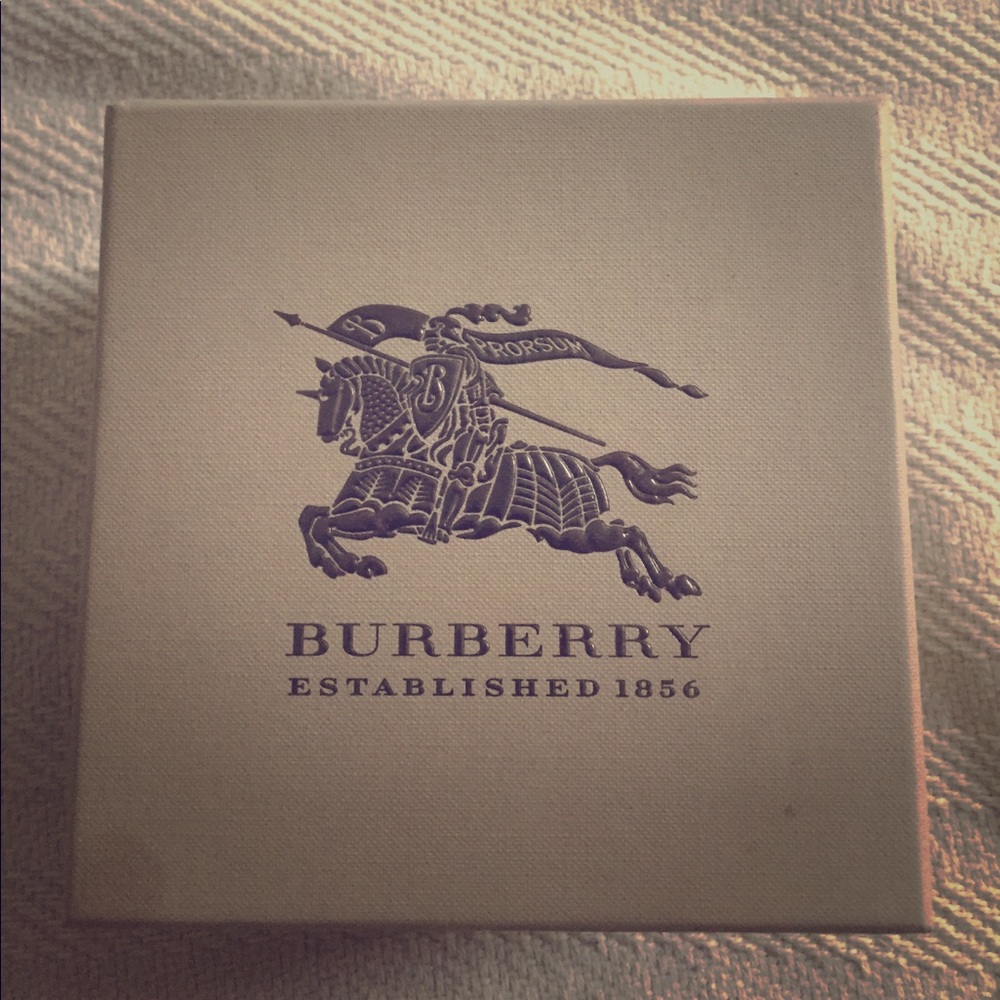 B
PRORSUM
B
BURBERRY
ESTABLISHED 1856